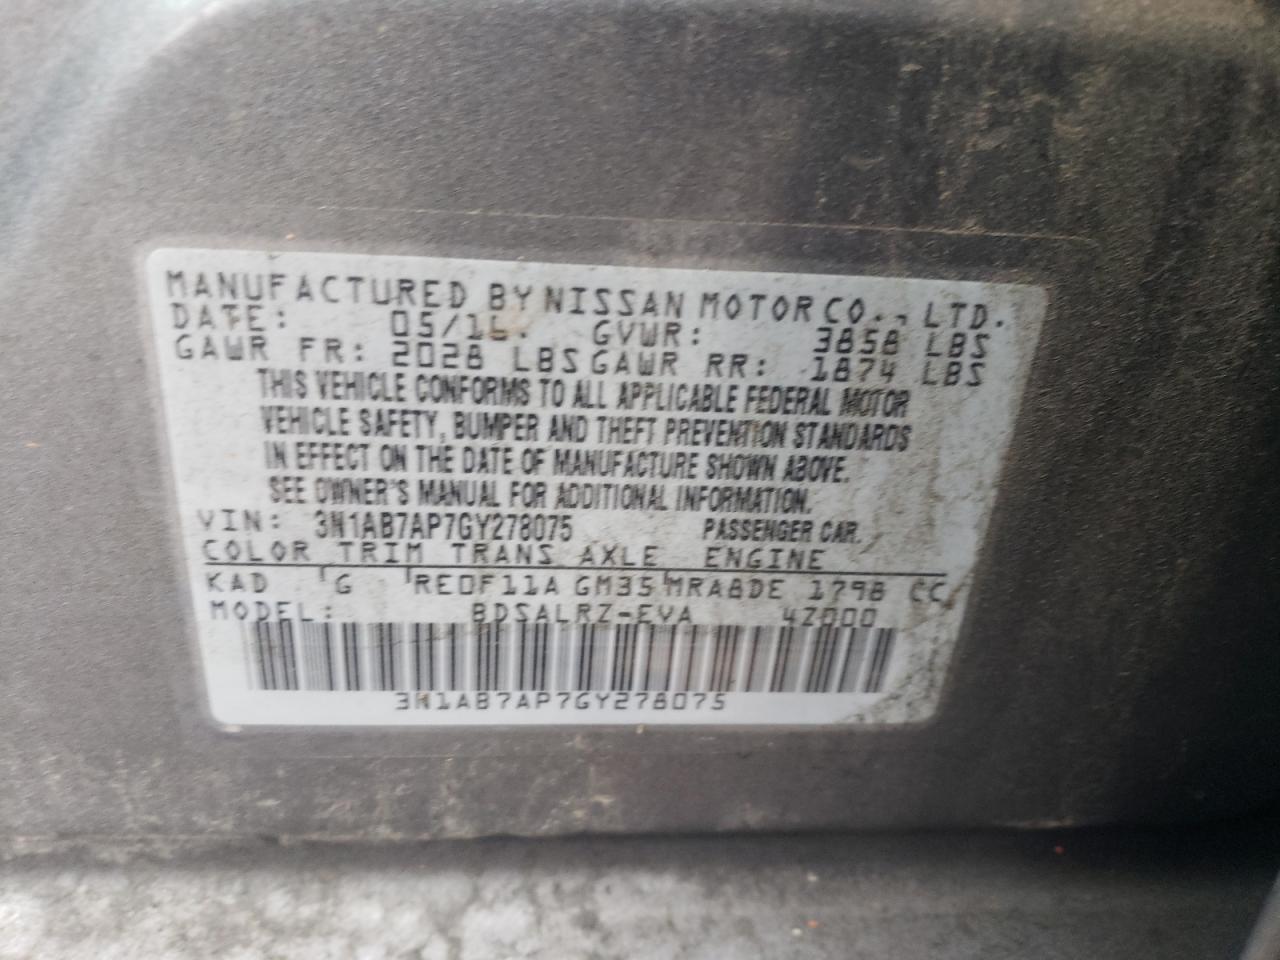 MANUFACTURED BY NISSAN MOTOR CO., LTD.
DATE: 05/16. GVWR: 3858 LBS
GAWR FR: 2028 LBS GAWR RR: 1874 LBS
THIS VEHICLE CONFORMS TO ALL APPLICABLE FEDERAL MOTOR
VEHICLE SAFETY, BUMPER AND THEFT PREVENTION STANDARDS
IN EFFECT ON THE DATE OF MANUFACTURE SHOWN ABOVE.
SEE OWNER'S MANUAL FOR ADDITIONAL INFORMATION.
VIN: 3N1AB7AP7GY278075 PASSENGER CAR.
COLOR TRIM TRANS AXLE ENGINE
KAD G RE0F11A GM35 MRA8DE 1798 CC
MODEL: BDSALRZ-EVA 4Z000
3N1AB7AP7GY278075